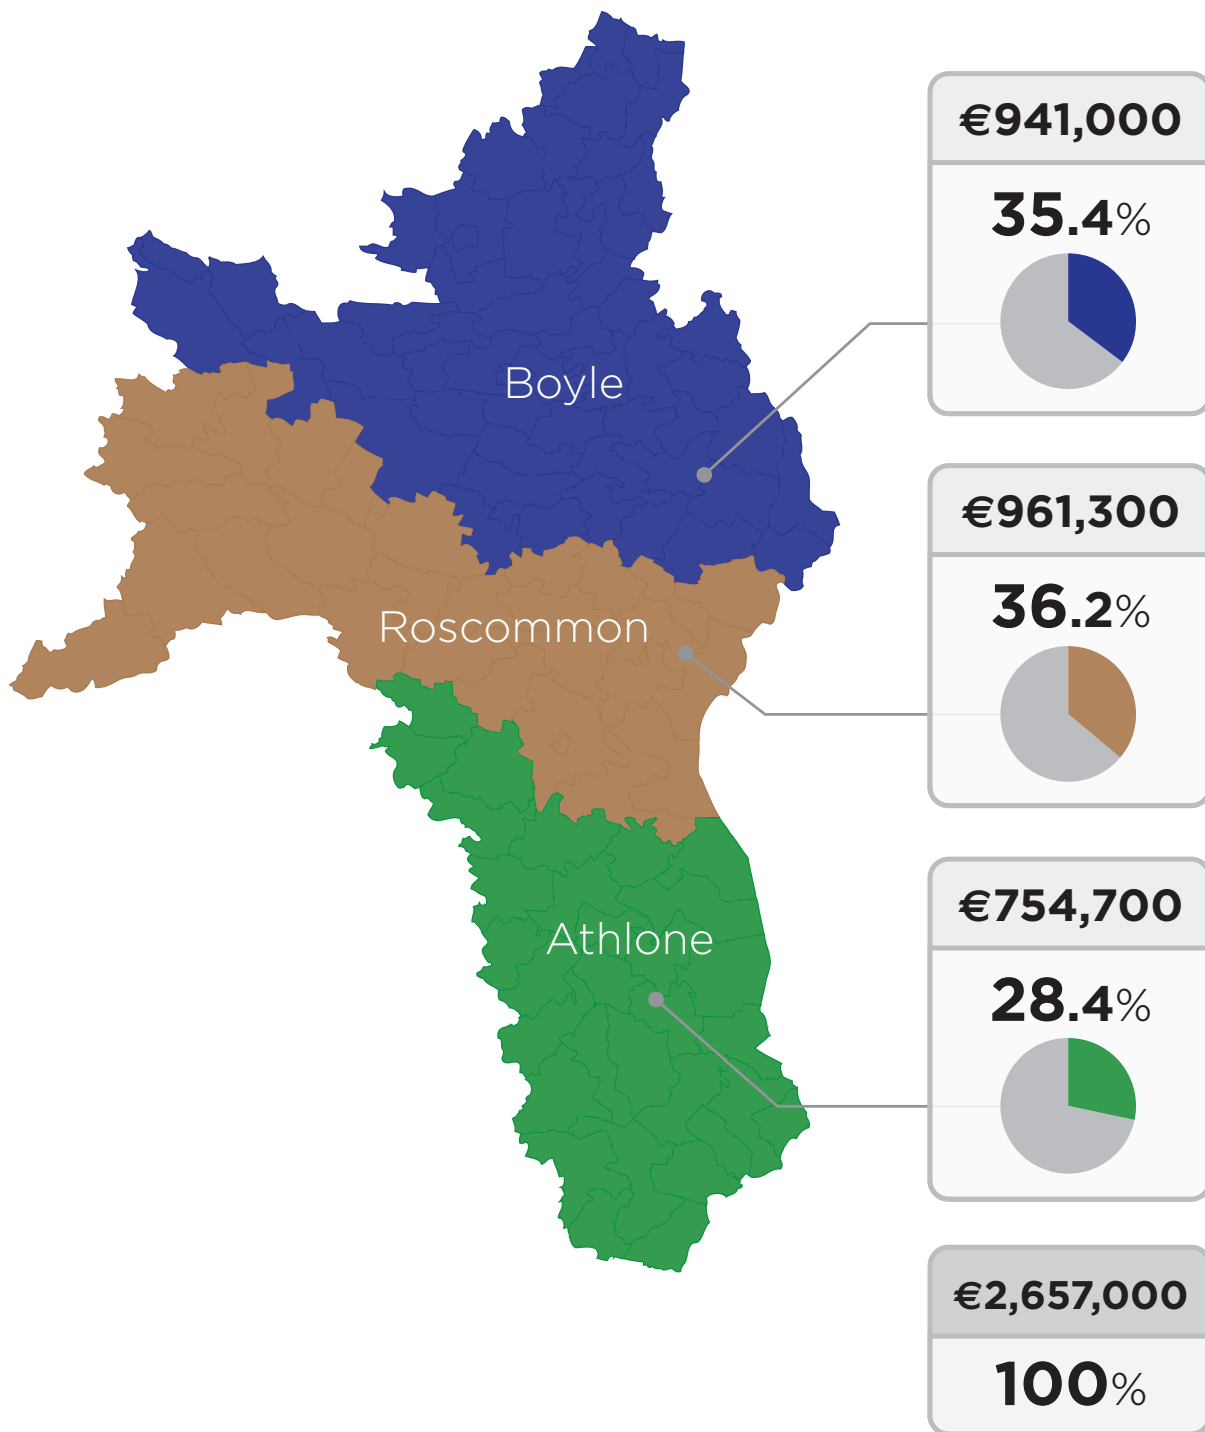 €941,000
35.4%
Boyle
€961,300
36.2%
Roscommon
€754,700
28.4%
Athlone
€2,657,000
100%